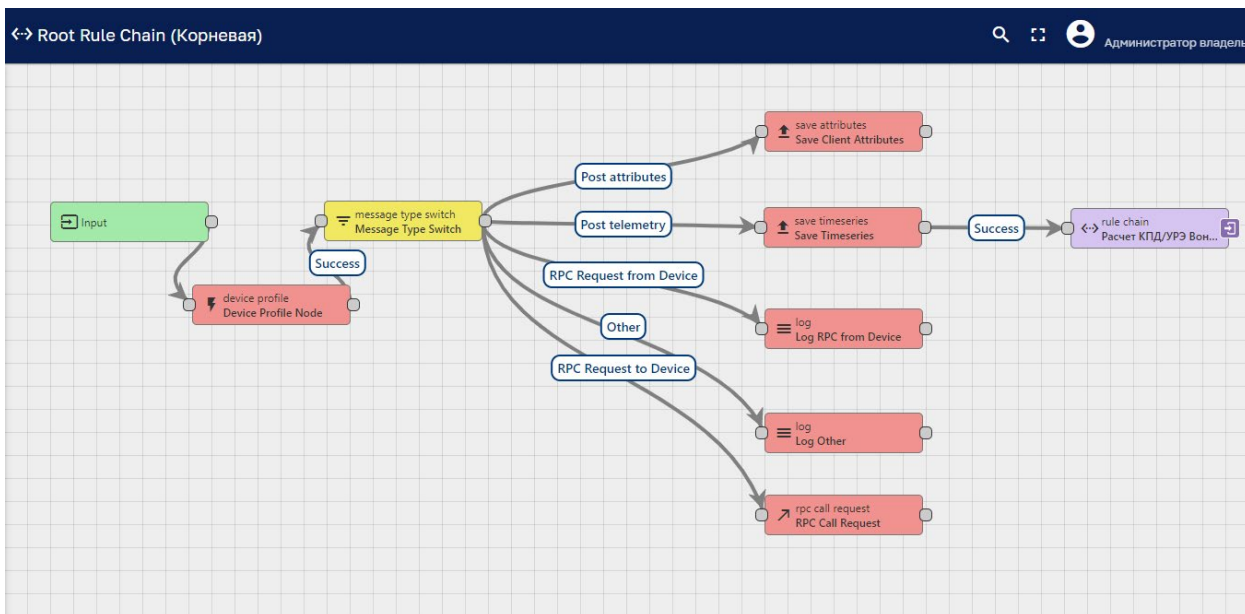 Root Rule Chain (Корневая)
Администратор владель
save attributes
Save Client Attributes
Post attributes
Input
message type switch
Message Type Switch
Post telemetry
save timeseries
Save Timeseries
Success
rule chain
Расчет КПД/УРЭ Вон...
Success
RPC Request from Device
device profile
Device Profile Node
Other
log
Log RPC from Device
RPC Request to Device
log
Log Other
rpc call request
RPC Call Request